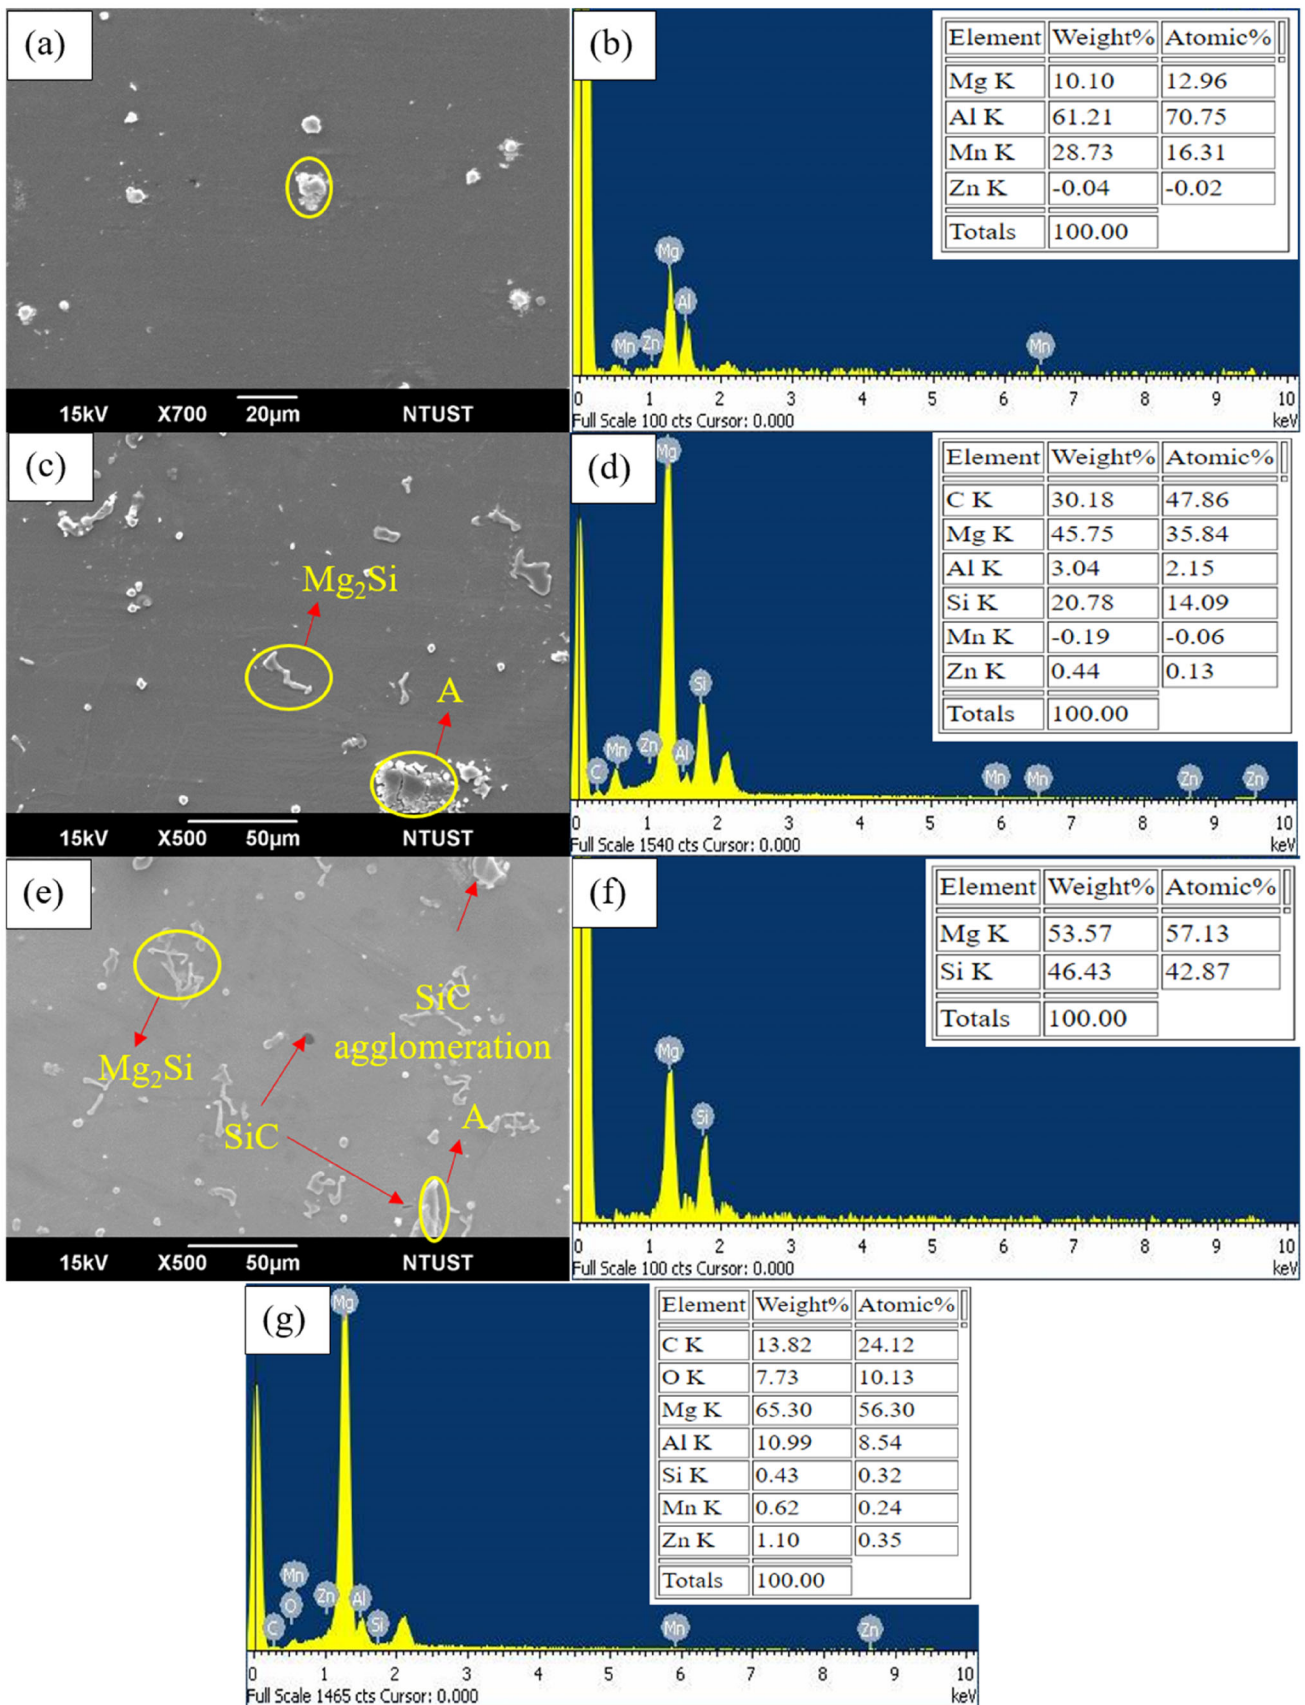 (a)
15kV X700 20μm NTUST
(b)
Element Weight% Atomic%
Mg K 10.10 12.96
Al K 61.21 70.75
Mn K 28.73 16.31
Zn K -0.04 -0.02
Totals 100.00
Mg
Al
Mn Zn Mn
0 1 2 3 4 5 6 7 8 9 10
Full Scale 100 cts Cursor: 0.000 keV
(c)
Mg₂Si
A
15kV X500 50μm NTUST
(d)
Element Weight% Atomic%
C K 30.18 47.86
Mg K 45.75 35.84
Al K 3.04 2.15
Si K 20.78 14.09
Mn K -0.19 -0.06
Zn K 0.44 0.13
Totals 100.00
Mg
Si
C Mn Zn Al Mn Mn Zn Zn
0 1 2 3 4 5 6 7 8 9 10
Full Scale 1540 cts Cursor: 0.000 keV
(e)
SiC
agglomeration
Mg₂Si
SiC
A
15kV X500 50μm NTUST
(f)
Element Weight% Atomic%
Mg K 53.57 57.13
Si K 46.43 42.87
Totals 100.00
Mg
Si
0 1 2 3 4 5 6 7 8 9 10
Full Scale 100 cts Cursor: 0.000 keV
(g)
Element Weight% Atomic%
C K 13.82 24.12
O K 7.73 10.13
Mg K 65.30 56.30
Al K 10.99 8.54
Si K 0.43 0.32
Mn K 0.62 0.24
Zn K 1.10 0.35
Totals 100.00
Mg
Mn Zn Al
C O Si Mn Zn
0 1 2 3 4 5 6 7 8 9 10
Full Scale 1465 cts Cursor: 0.000 keV